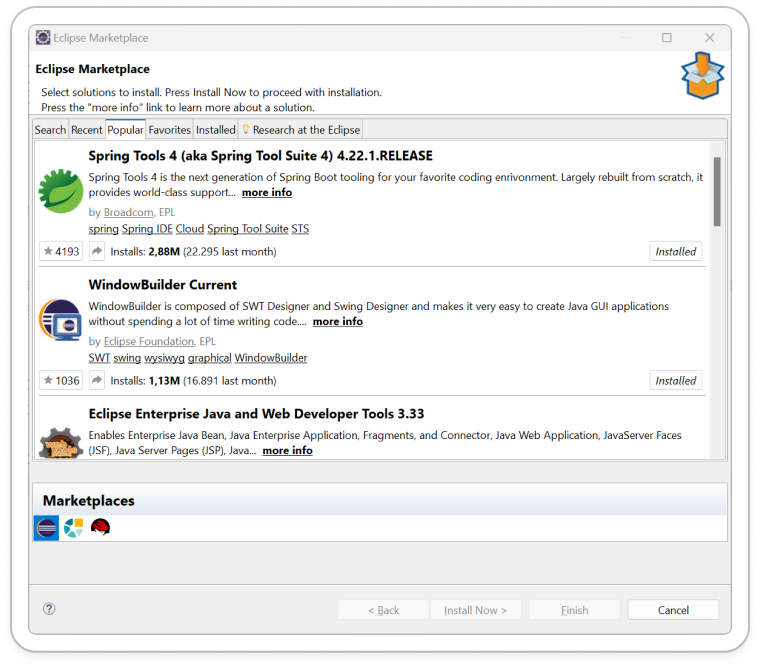 Eclipse Marketplace
Eclipse Marketplace
Select solutions to install. Press Install Now to proceed with installation.
Press the "more info" link to learn more about a solution.
Search Recent Popular Favorites Installed Research at the Eclipse
Spring Tools 4 (aka Spring Tool Suite 4) 4.22.1.RELEASE
Spring Tools 4 is the next generation of Spring Boot tooling for your favorite coding enrivonment. Largely rebuilt from scratch, it
provides world-class support... more info
by Broadcom, EPL
spring Spring IDE Cloud Spring Tool Suite STS
4193 Installs: 2,88M (22.295 last month) Installed
WindowBuilder Current
WindowBuilder is composed of SWT Designer and Swing Designer and makes it very easy to create Java GUI applications
without spending a lot of time writing code.... more info
by Eclipse Foundation, EPL
SWT swing wysiwyg graphical WindowBuilder
1036 Installs: 1,13M (16.891 last month) Installed
Eclipse Enterprise Java and Web Developer Tools 3.33
Enables Enterprise Java Bean, Java Enterprise Application, Fragments, and Connector, Java Web Application, JavaServer Faces
(JSF), Java Server Pages (JSP), Java... more info
Marketplaces
< Back Install Now > Finish Cancel